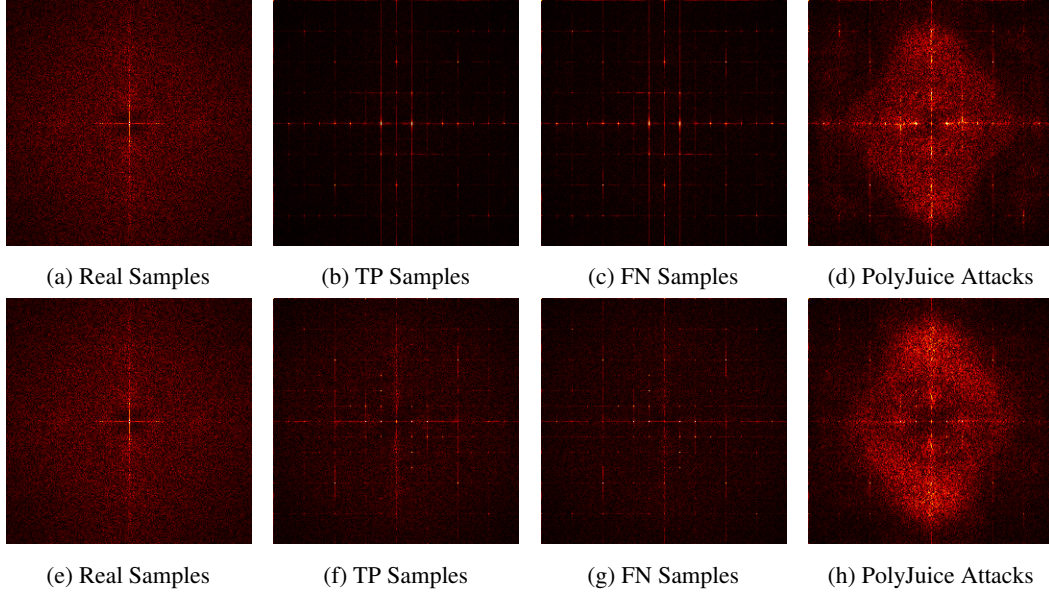 (a) Real Samples
(b) TP Samples
(c) FN Samples
(d) PolyJuice Attacks
(e) Real Samples
(f) TP Samples
(g) FN Samples
(h) PolyJuice Attacks